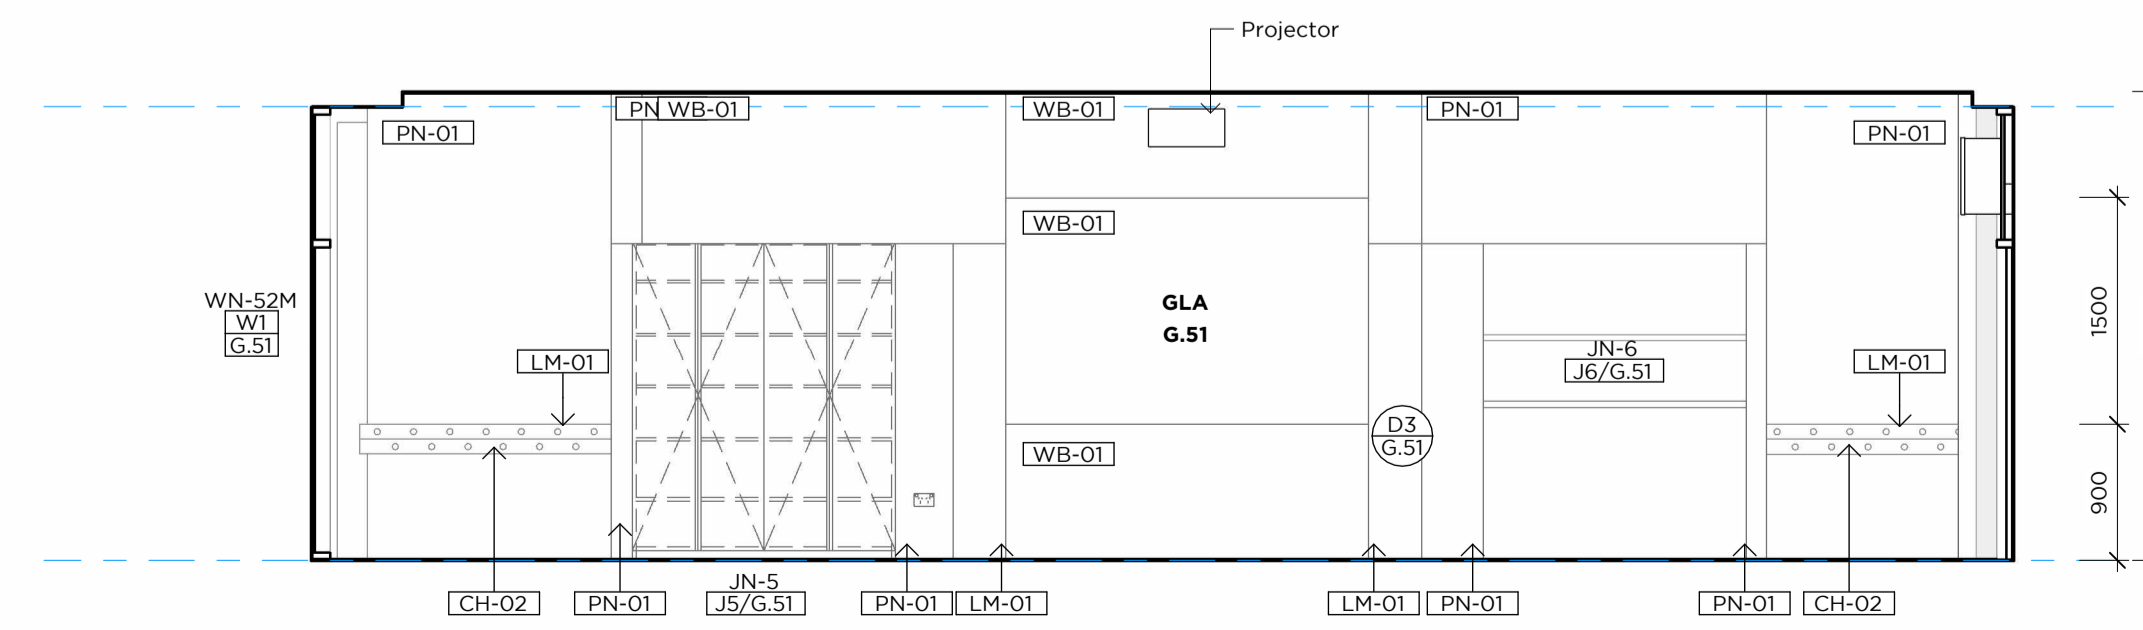 Projector
PN WB-01
WB-01
PN-01
PN-01
PN-01
WB-01
WN-52M
W1
G.51
GLA
G.51
1500
LM-01
JN-6
J6/G.51
LM-01
D3
G.51
WB-01
900
JN-5
CH-02
PN-01
J5/G.51
PN-01
LM-01
LM-01
PN-01
PN-01
CH-02